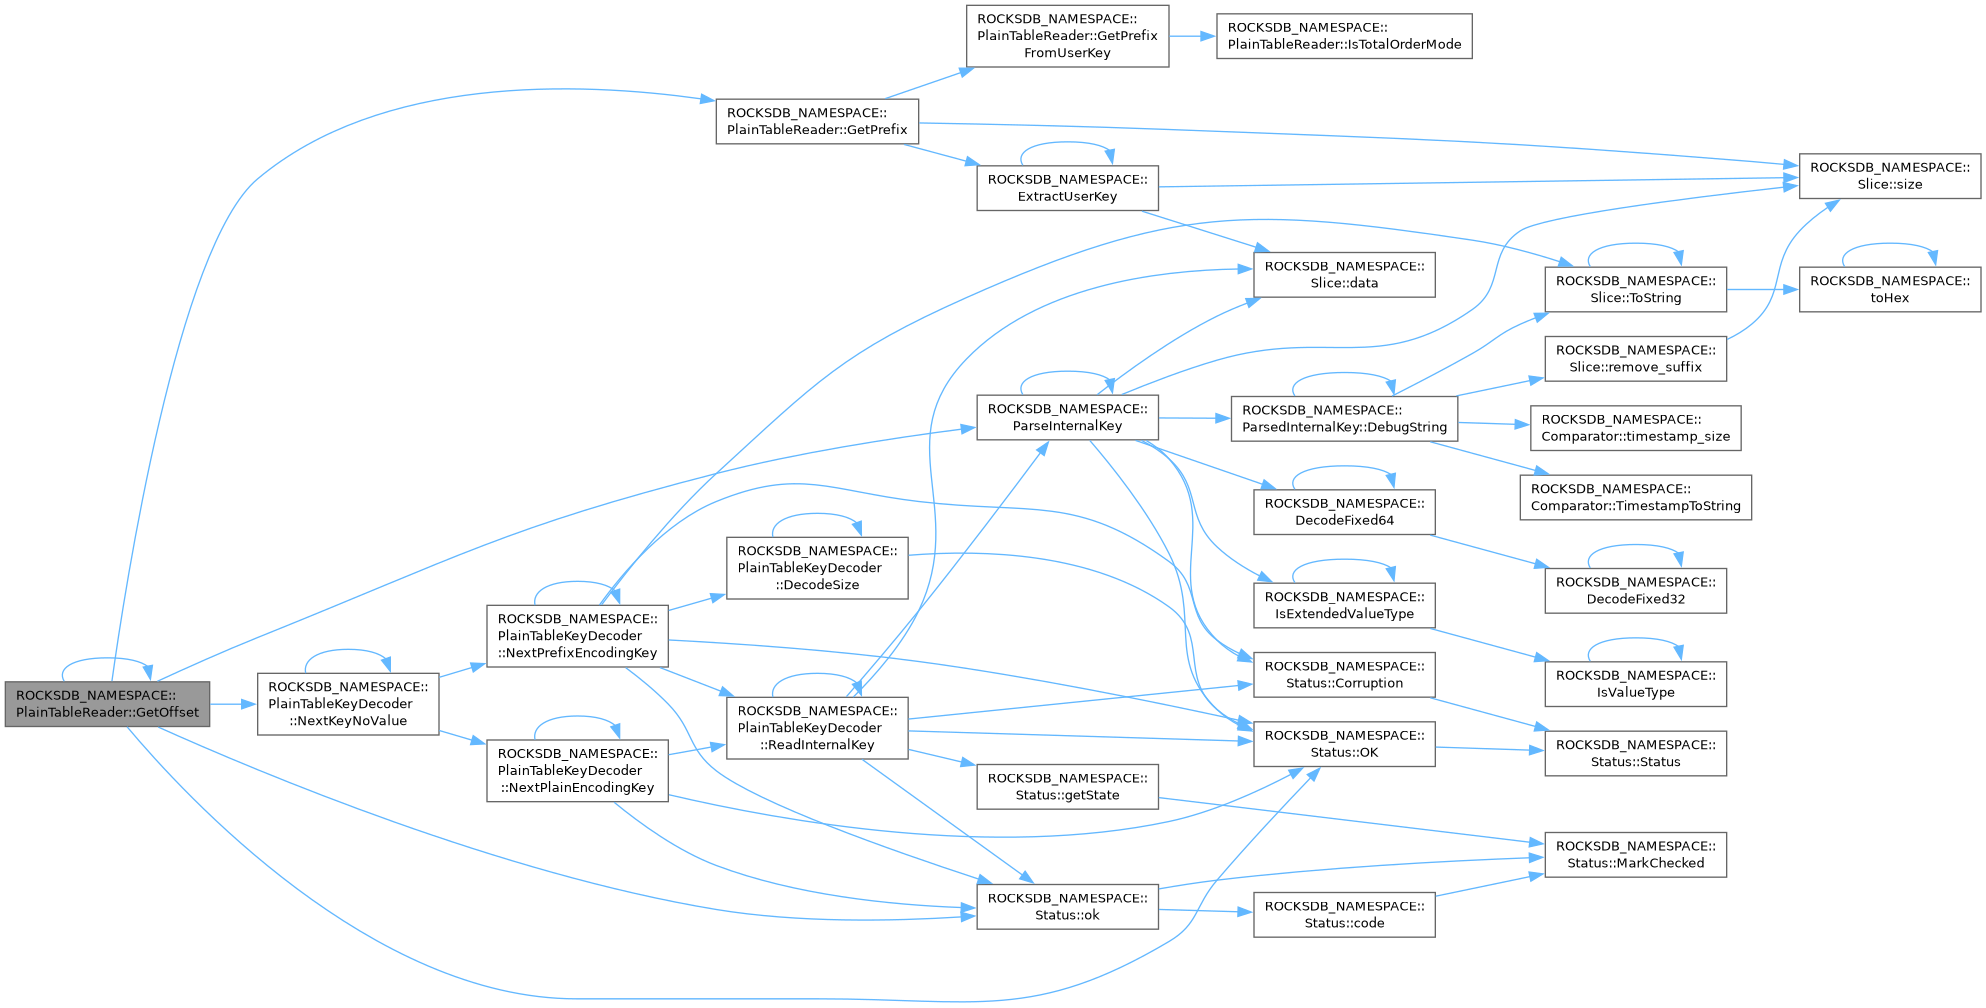 ROCKSDB_NAMESPACE::
PlainTableReader::GetOffset
ROCKSDB_NAMESPACE::
PlainTableKeyDecoder
::NextKeyNoValue
ROCKSDB_NAMESPACE::
PlainTableKeyDecoder
::NextPrefixEncodingKey
ROCKSDB_NAMESPACE::
PlainTableKeyDecoder
::NextPlainEncodingKey
ROCKSDB_NAMESPACE::
PlainTableReader::GetPrefix
ROCKSDB_NAMESPACE::
PlainTableKeyDecoder
::DecodeSize
ROCKSDB_NAMESPACE::
PlainTableKeyDecoder
::ReadInternalKey
ROCKSDB_NAMESPACE::
PlainTableReader::GetPrefix
FromUserKey
ROCKSDB_NAMESPACE::
ExtractUserKey
ROCKSDB_NAMESPACE::
ParseInternalKey
ROCKSDB_NAMESPACE::
Status::getState
ROCKSDB_NAMESPACE::
Status::ok
ROCKSDB_NAMESPACE::
PlainTableReader::IsTotalOrderMode
ROCKSDB_NAMESPACE::
Slice::data
ROCKSDB_NAMESPACE::
ParsedInternalKey::DebugString
ROCKSDB_NAMESPACE::
DecodeFixed64
ROCKSDB_NAMESPACE::
IsExtendedValueType
ROCKSDB_NAMESPACE::
Status::Corruption
ROCKSDB_NAMESPACE::
Status::OK
ROCKSDB_NAMESPACE::
Status::code
ROCKSDB_NAMESPACE::
Slice::ToString
ROCKSDB_NAMESPACE::
Slice::remove_suffix
ROCKSDB_NAMESPACE::
Comparator::timestamp_size
ROCKSDB_NAMESPACE::
Comparator::TimestampToString
ROCKSDB_NAMESPACE::
DecodeFixed32
ROCKSDB_NAMESPACE::
IsValueType
ROCKSDB_NAMESPACE::
Status::Status
ROCKSDB_NAMESPACE::
Status::MarkChecked
ROCKSDB_NAMESPACE::
Slice::size
ROCKSDB_NAMESPACE::
toHex